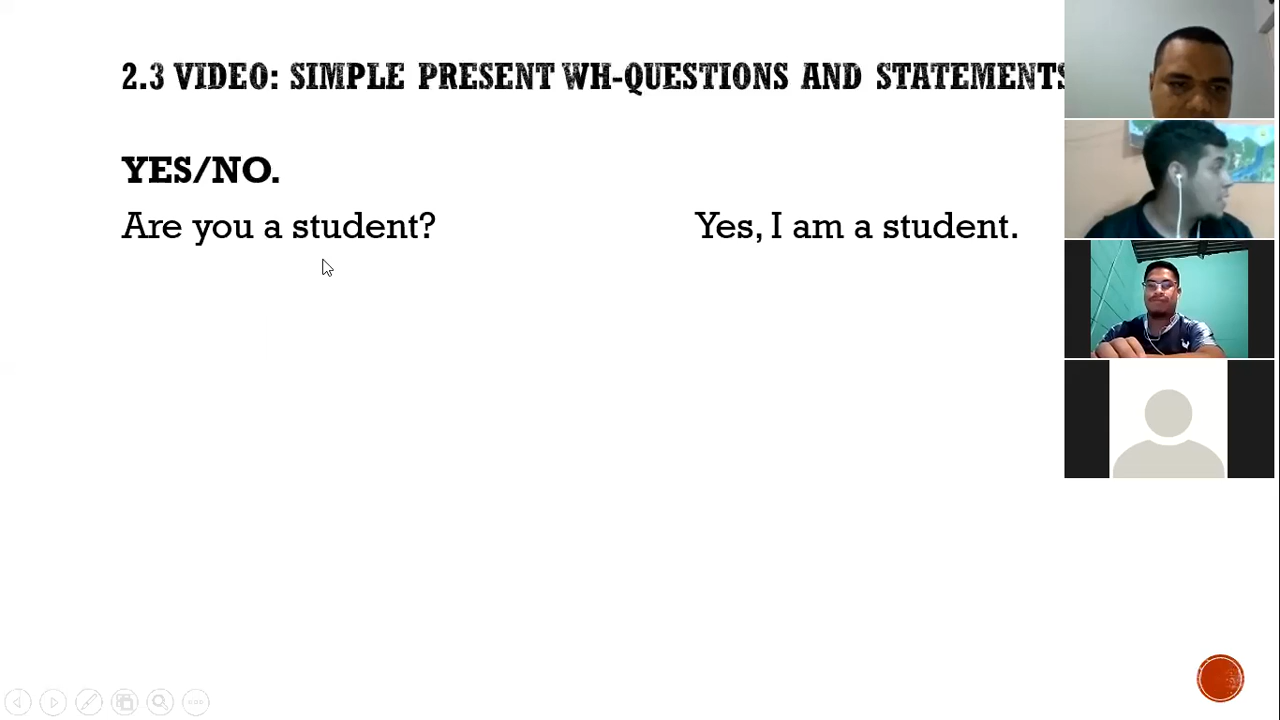 2.3 VIDEO: SIMPLE PRESENT WH-QUESTIONS AND STATEMENTS
YES/NO.
Are you a student? Yes, I am a student.